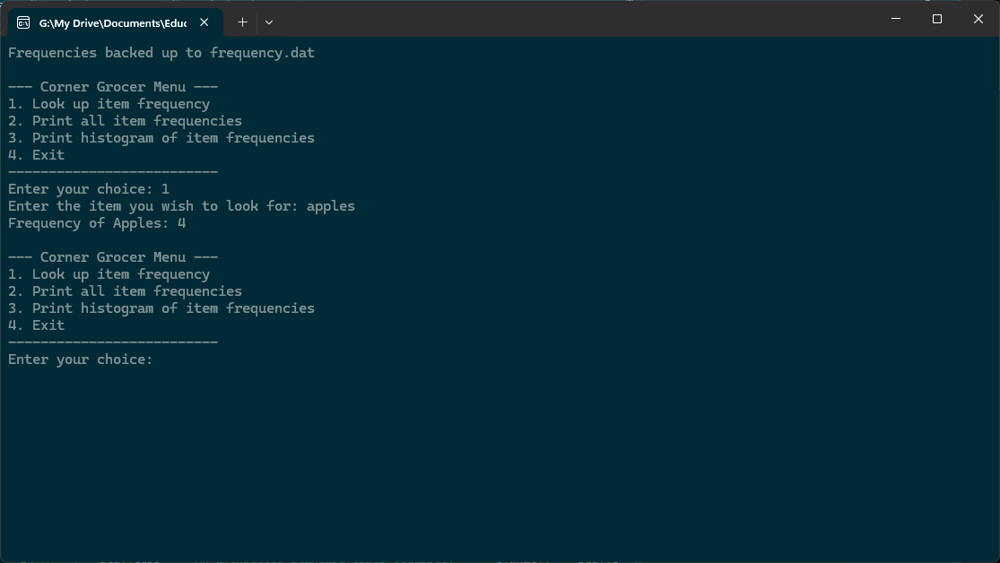 G:\My Drive\Documents\Educ
Frequencies backed up to frequency.dat
--- Corner Grocer Menu ---
1. Look up item frequency
2. Print all item frequencies
3. Print histogram of item frequencies
4. Exit
--------------------------
Enter your choice: 1
Enter the item you wish to look for: apples
Frequency of Apples: 4
--- Corner Grocer Menu ---
1. Look up item frequency
2. Print all item frequencies
3. Print histogram of item frequencies
4. Exit
--------------------------
Enter your choice: